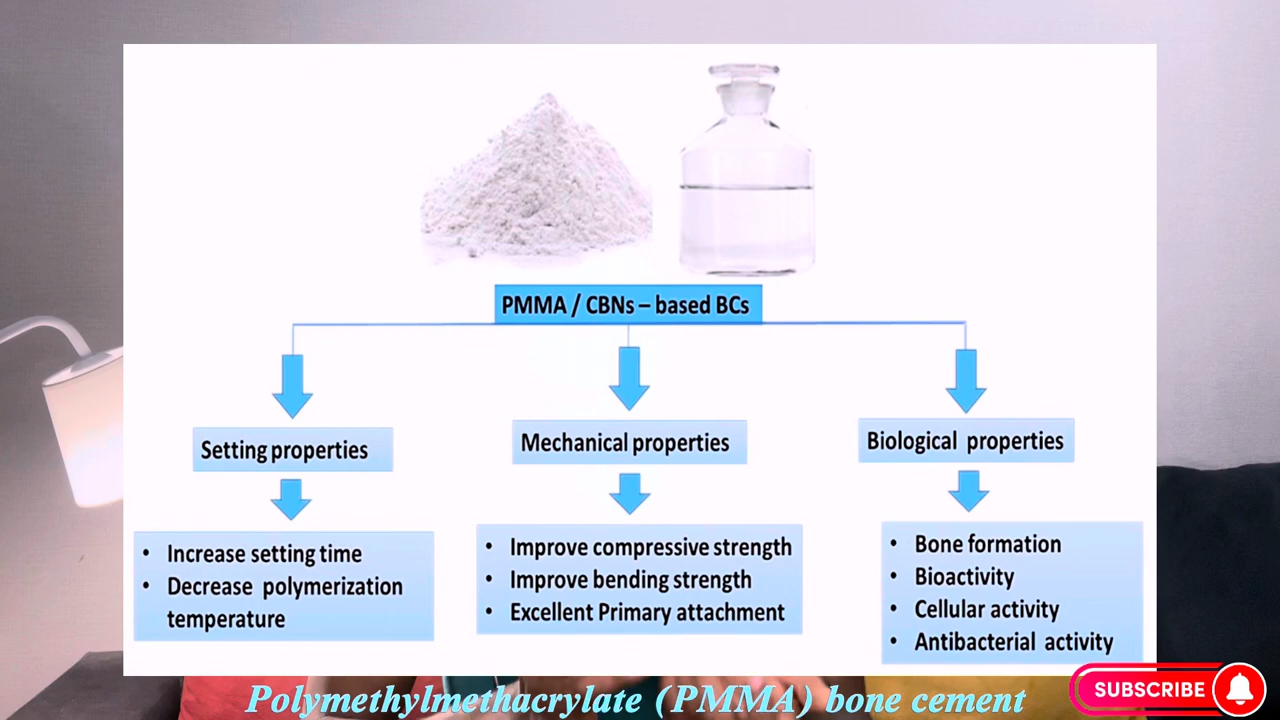 PMMA / CBNs – based BCs
Setting properties
Mechanical properties
Biological properties
• Increase setting time
• Decrease polymerization
temperature
• Improve compressive strength
• Improve bending strength
• Excellent Primary attachment
• Bone formation
• Bioactivity
• Cellular activity
• Antibacterial activity
Polymethylmethacrylate (PMMA) bone cement
SUBSCRIBE